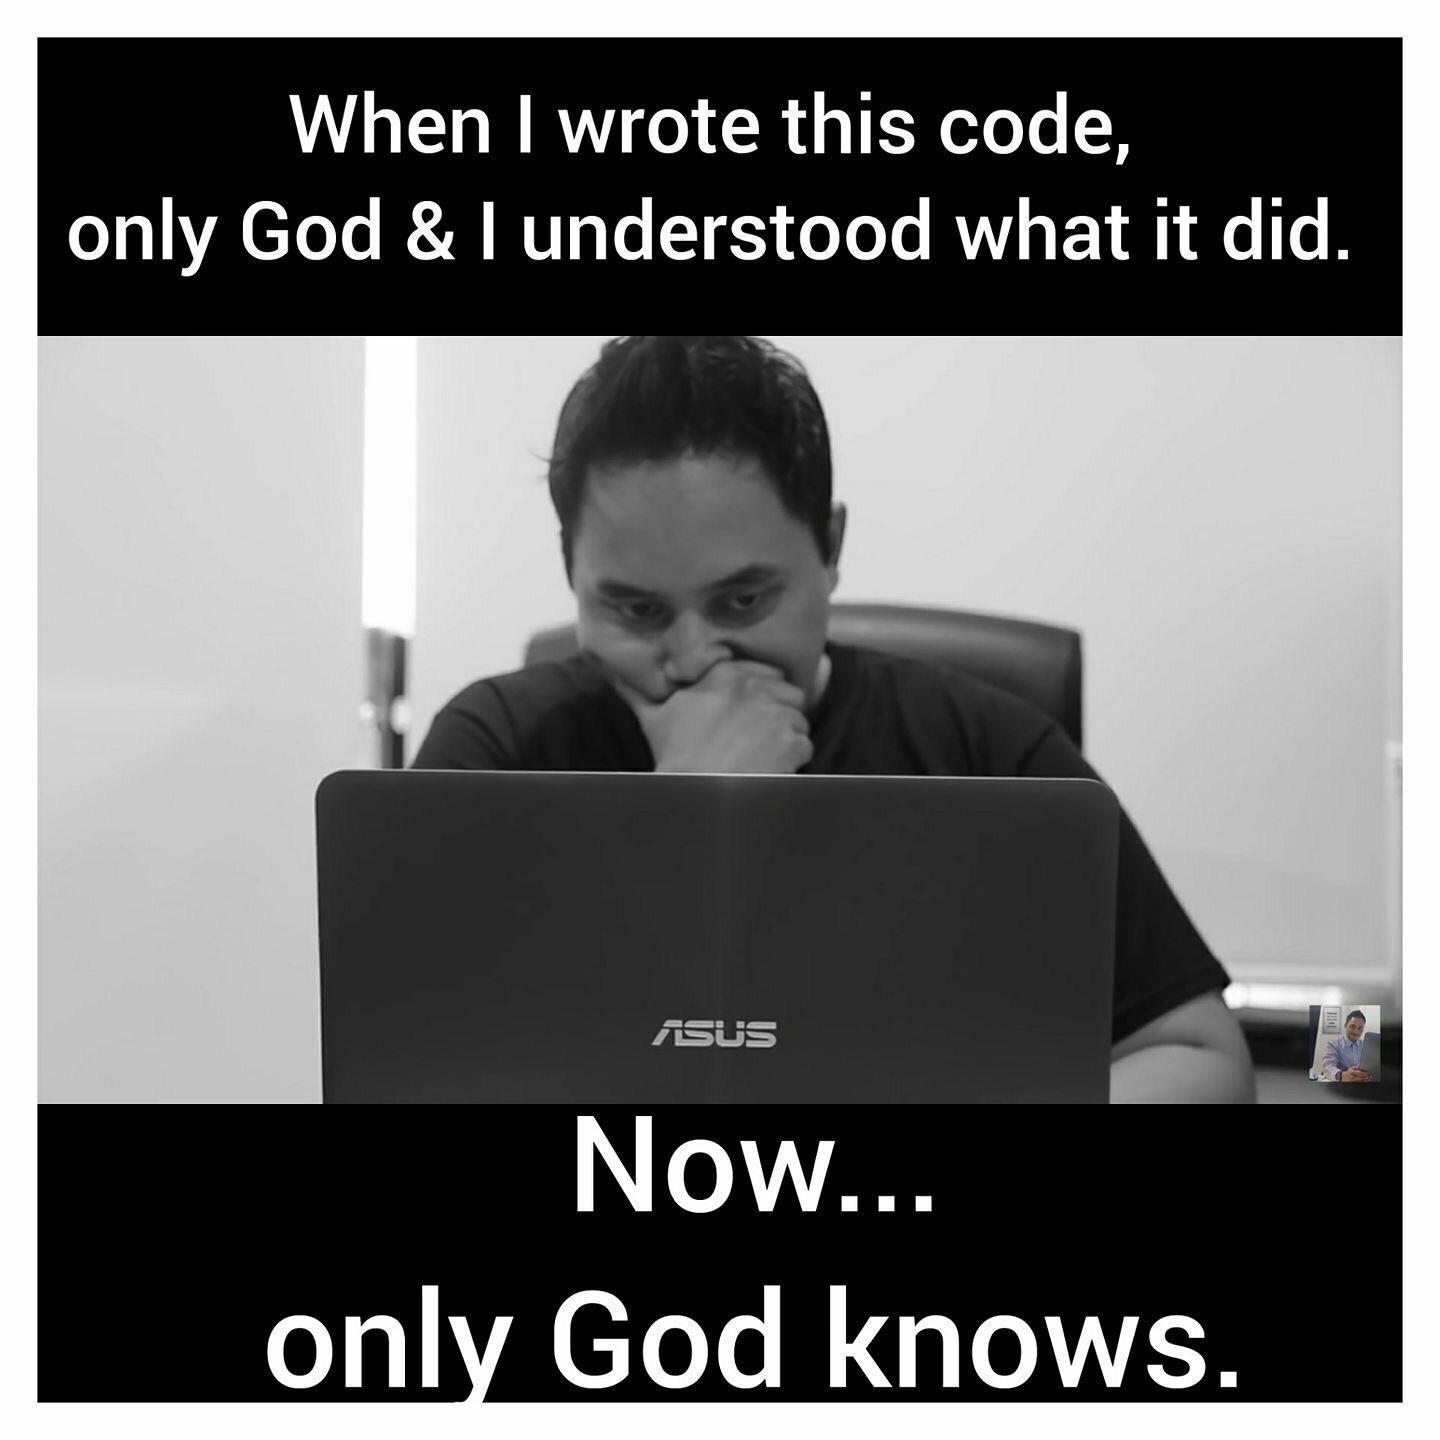 When I wrote this code,
only God & I understood what it did.
ASUS
Now...
only God knows.